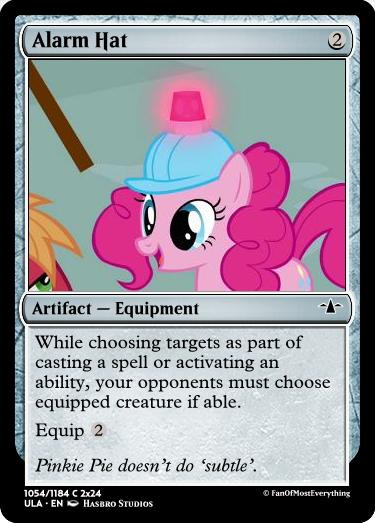 Alarm Hat 2
Artifact — Equipment
While choosing targets as part of
casting a spell or activating an
ability, your opponents must choose
equipped creature if able.
Equip 2
Pinkie Pie doesn't do ‘subtle’.
1054/1184 C 2x24
ULA • EN Hasbro Studios
© FanOfMostEverything